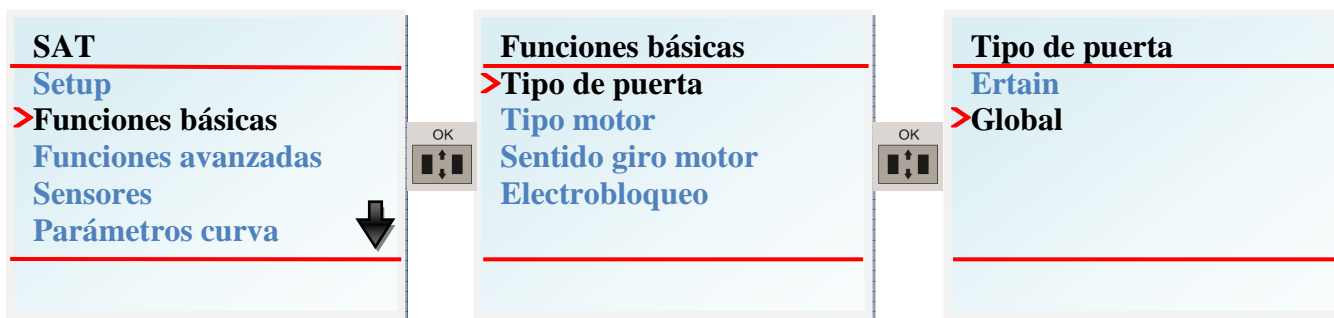 SAT
Setup
Funciones básicas
Funciones avanzadas
Sensores
Parámetros curva
OK
Funciones básicas
Tipo de puerta
Tipo motor
Sentido giro motor
Electrobloqueo
OK
Tipo de puerta
Ertain
Global